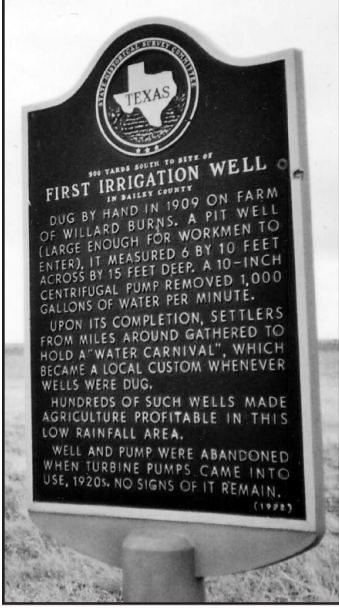 STATE HISTORICAL SURVEY COMMITTEE
TEXAS
900 YARDS SOUTH TO SITE OF
FIRST IRRIGATION WELL
IN BAILEY COUNTY
DUG BY HAND IN 1909 ON FARM
OF WILLARD BURNS. A PIT WELL
(LARGE ENOUGH FOR WORKMEN TO
ENTER), IT MEASURED 6 BY 10 FEET
ACROSS BY 15 FEET DEEP. A 10-INCH
CENTRIFUGAL PUMP REMOVED 1,000
GALLONS OF WATER PER MINUTE.
UPON ITS COMPLETION, SETTLERS
FROM MILES AROUND GATHERED TO
HOLD A "WATER CARNIVAL", WHICH
BECAME A LOCAL CUSTOM WHENEVER
WELLS WERE DUG.
HUNDREDS OF SUCH WELLS MADE
AGRICULTURE PROFITABLE IN THIS
LOW RAINFALL AREA.
WELL AND PUMP WERE ABANDONED
WHEN TURBINE PUMPS CAME INTO
USE, 1920s. NO SIGNS OF IT REMAIN.